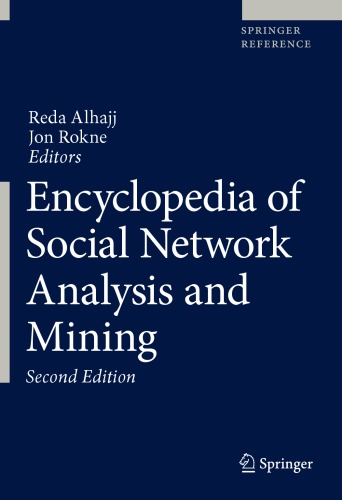 SPRINGER
REFERENCE
Reda Alhajj
Jon Rokne
Editors
Encyclopedia of
Social Network
Analysis and
Mining
Second Edition
Springer